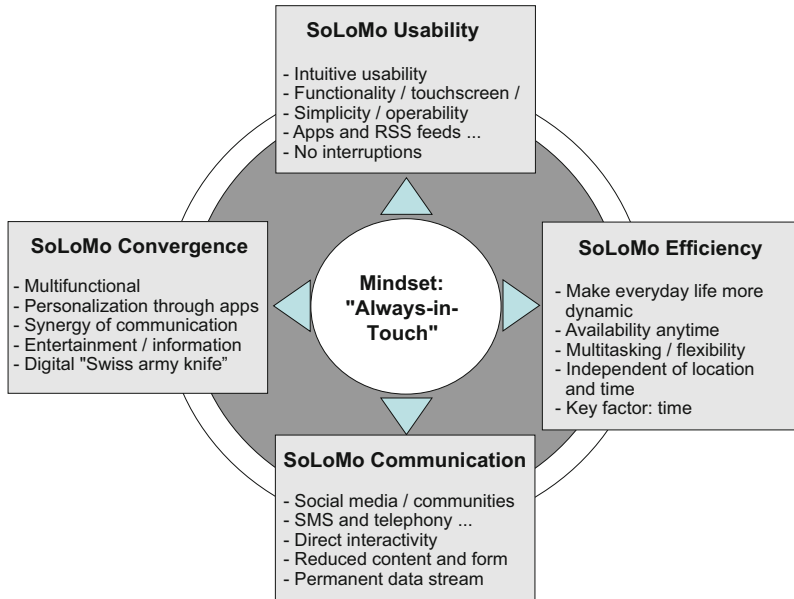 SoLoMo Usability
- Intuitive usability
- Functionality / touchscreen /
- Simplicity / operability
- Apps and RSS feeds ...
- No interruptions
SoLoMo Convergence
- Multifunctional
- Personalization through apps
- Synergy of communication
- Entertainment / information
- Digital "Swiss army knife”
Mindset:
"Always-in-
Touch"
SoLoMo Efficiency
- Make everyday life more
dynamic
- Availability anytime
- Multitasking / flexibility
- Independent of location
and time
- Key factor: time
SoLoMo Communication
- Social media / communities
- SMS and telephony ...
- Direct interactivity
- Reduced content and form
- Permanent data stream